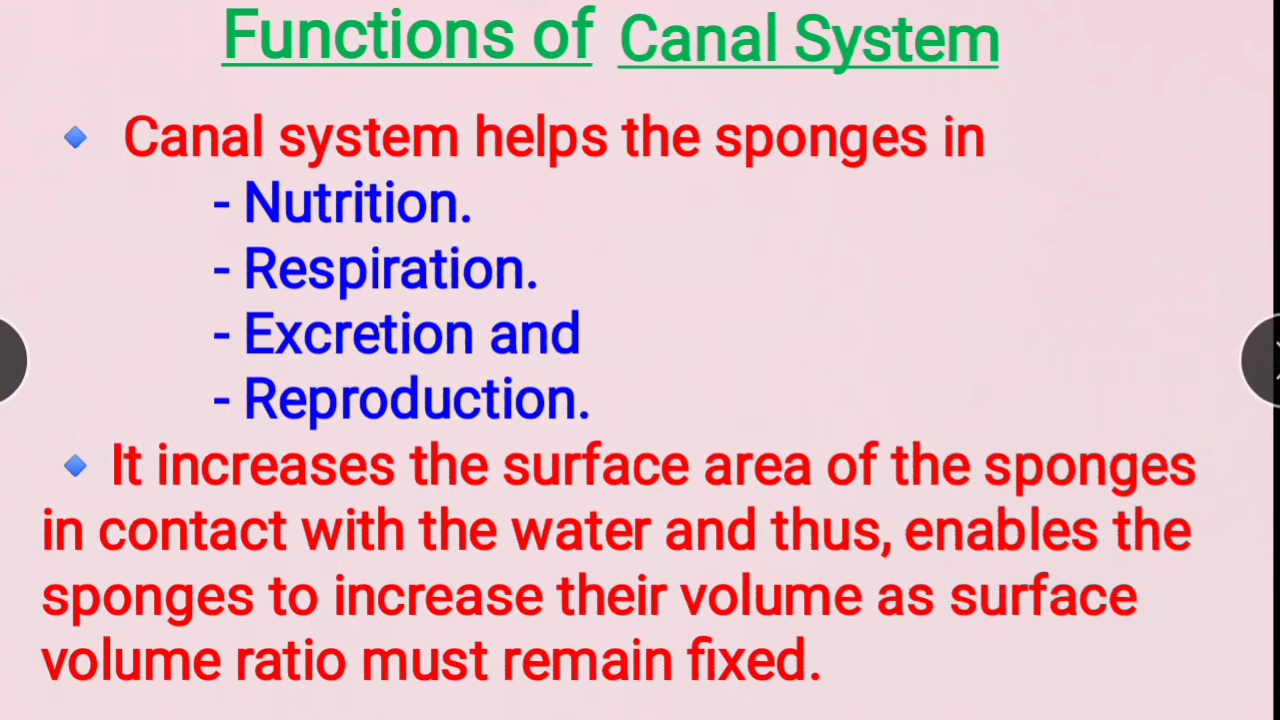 Functions of Canal System
Canal system helps the sponges in
- Nutrition.
- Respiration.
- Excretion and
- Reproduction.
It increases the surface area of the sponges
in contact with the water and thus, enables the
sponges to increase their volume as surface
volume ratio must remain fixed.